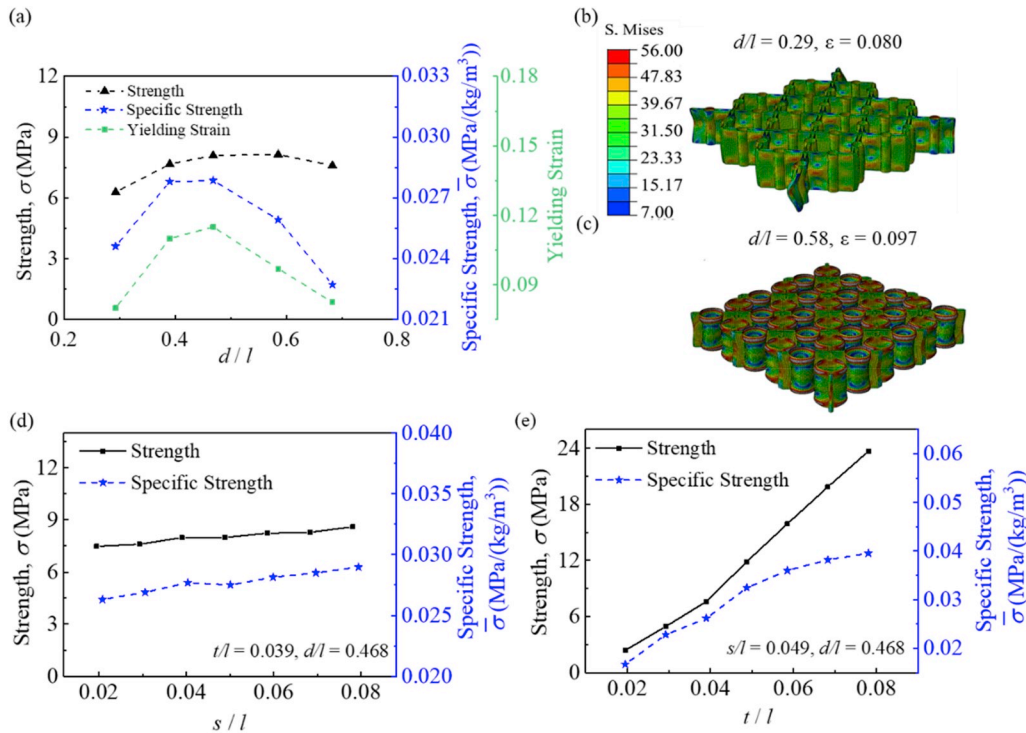 (a)
12
9
6
3
0
Strength, σ (MPa)
Strength
Specific Strength
Yielding Strain
0.2
0.4
0.6
0.8
d / l
0.033
0.030
0.027
0.024
0.021
Specific Strength, σ̅ (MPa/(kg/m³))
0.18
0.15
0.12
0.09
Yielding Strain
(b)
S. Mises
56.00
47.83
39.67
31.50
23.33
15.17
7.00
d/l = 0.29, ε = 0.080
(c)
d/l = 0.58, ε = 0.097
(d)
12
9
6
3
0
Strength, σ (MPa)
Strength
Specific Strength
t/l = 0.039, d/l = 0.468
0.02
0.04
0.06
0.08
s / l
0.040
0.035
0.030
0.025
0.020
Specific Strength,
σ̅ (MPa/(kg/m³))
(e)
24
18
12
6
0
Strength, σ (MPa)
Strength
Specific Strength
s/l = 0.049, d/l = 0.468
0.02
0.04
0.06
0.08
t / l
0.06
0.05
0.04
0.03
0.02
Specific Strength,
σ̅ (MPa/(kg/m³))